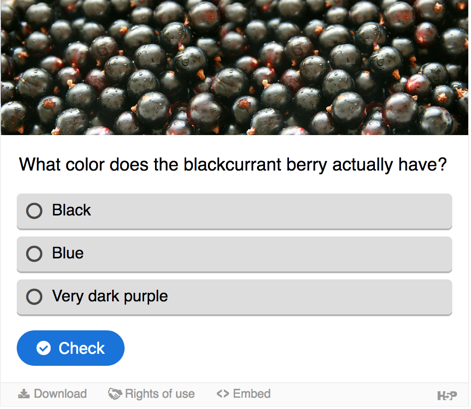 What color does the blackcurrant berry actually have?
Black
Blue
Very dark purple
Check
Download Rights of use <> Embed H5P